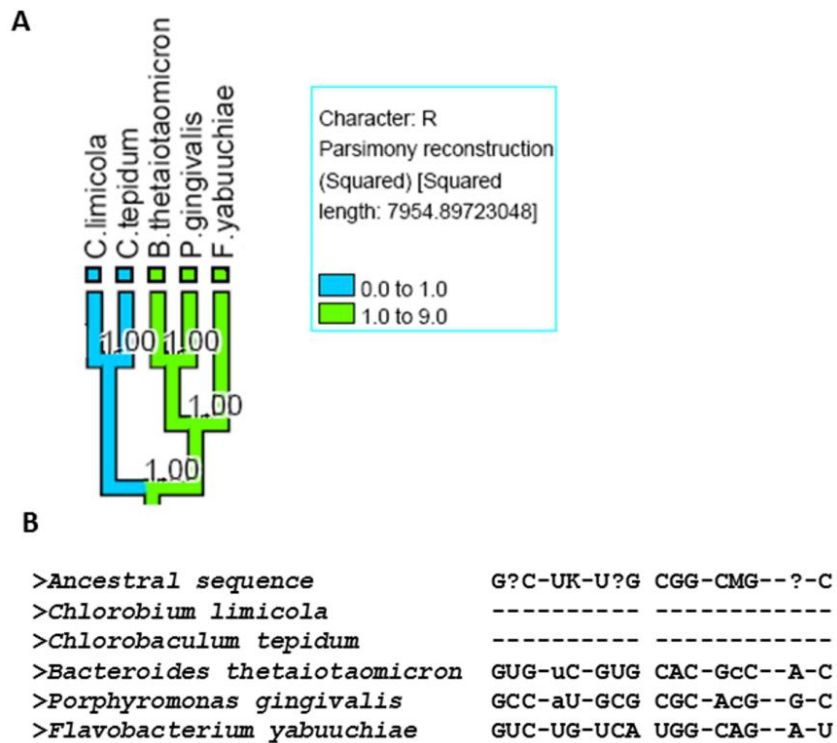 A
C.limicola
C.tepidum
B.thetaiotaomicron
P.gingivalis
F.yabuuchiae
1.00 1.00
1.00
1.00
Character: R
Parsimony reconstruction
(Squared) [Squared
length: 7954.89723048]
0.0 to 1.0
1.0 to 9.0
B
>Ancestral sequence G?C-UK-U?G CGG-CMG--?-C
>Chlorobium limicola ---------- ------------
>Chlorobaculum tepidum ---------- ------------
>Bacteroides thetaiotaomicron GUG-uC-GUG CAC-GcC--A-C
>Porphyromonas gingivalis GCC-aU-GCG CGC-AcG--G-C
>Flavobacterium yabuuchiae GUC-UG-UCA UGG-CAG--A-U